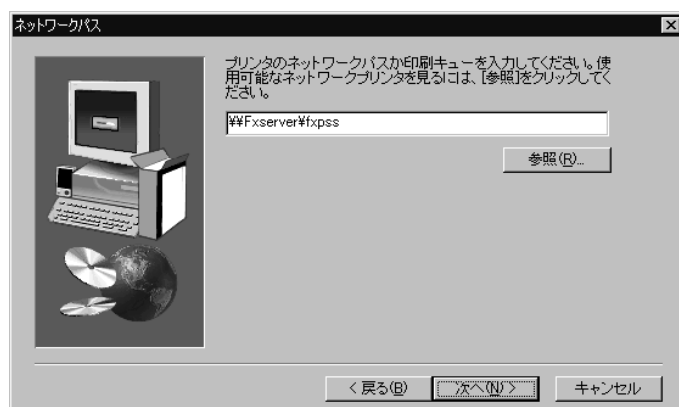 ネットワークパス
プリンタのネットワークパスか印刷キューを入力してください。使
用可能なネットワークプリンタを見るには、[参照]をクリックしてく
ださい。
¥¥Fxserver¥fxpss
参照(R)...
< 戻る(B)
次へ(N) >
キャンセル